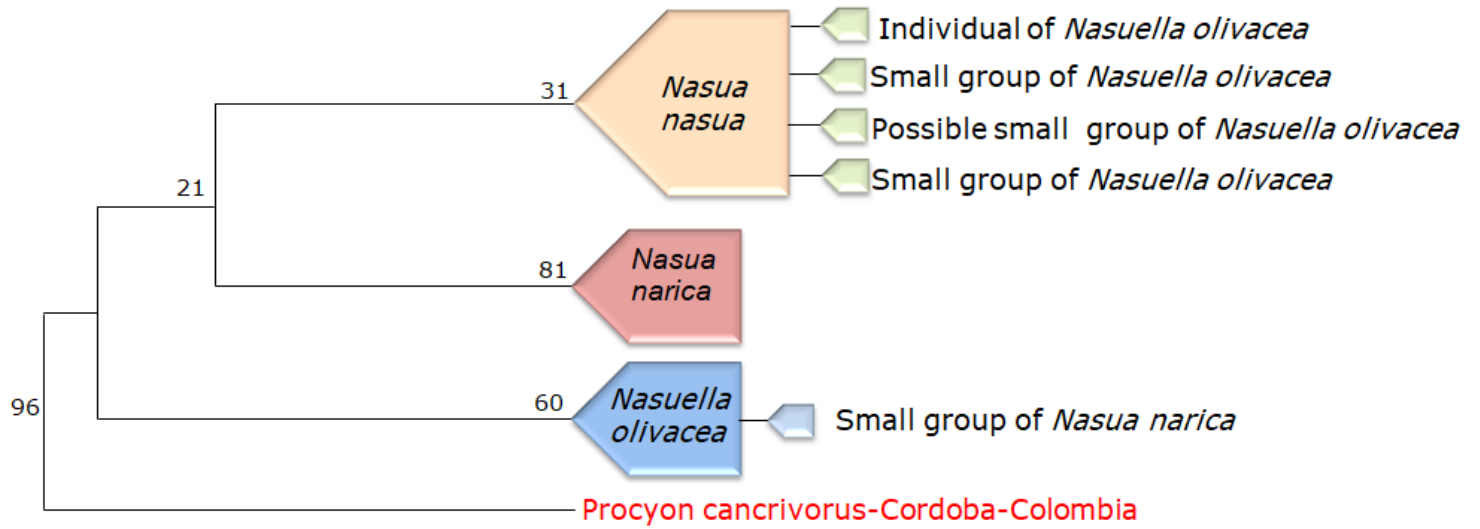 Individual of Nasuella olivacea
31
Nasua
nasua
Small group of Nasuella olivacea
Possible small group of Nasuella olivacea
Small group of Nasuella olivacea
21
81
Nasua
narica
96
60
Nasuella
olivacea
Small group of Nasua narica
Procyon cancrivorus-Cordoba-Colombia